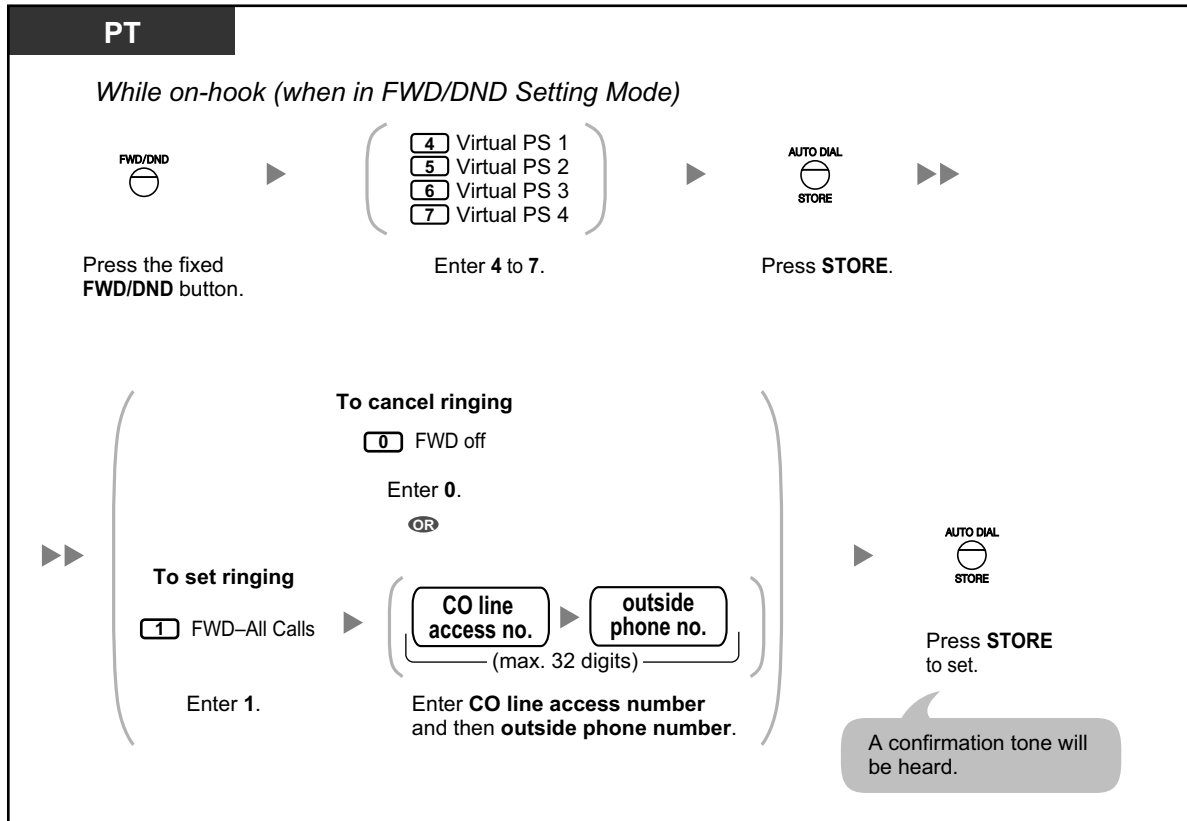 PT
While on-hook (when in FWD/DND Setting Mode)
FWD/DND
Press the fixed
FWD/DND button.
4 Virtual PS 1
5 Virtual PS 2
6 Virtual PS 3
7 Virtual PS 4
Enter 4 to 7.
AUTO DIAL
STORE
Press STORE.
To cancel ringing
0 FWD off
Enter 0.
OR
To set ringing
1 FWD–All Calls
Enter 1.
CO line
access no.
outside
phone no.
(max. 32 digits)
Enter CO line access number
and then outside phone number.
AUTO DIAL
STORE
Press STORE
to set.
A confirmation tone will
be heard.